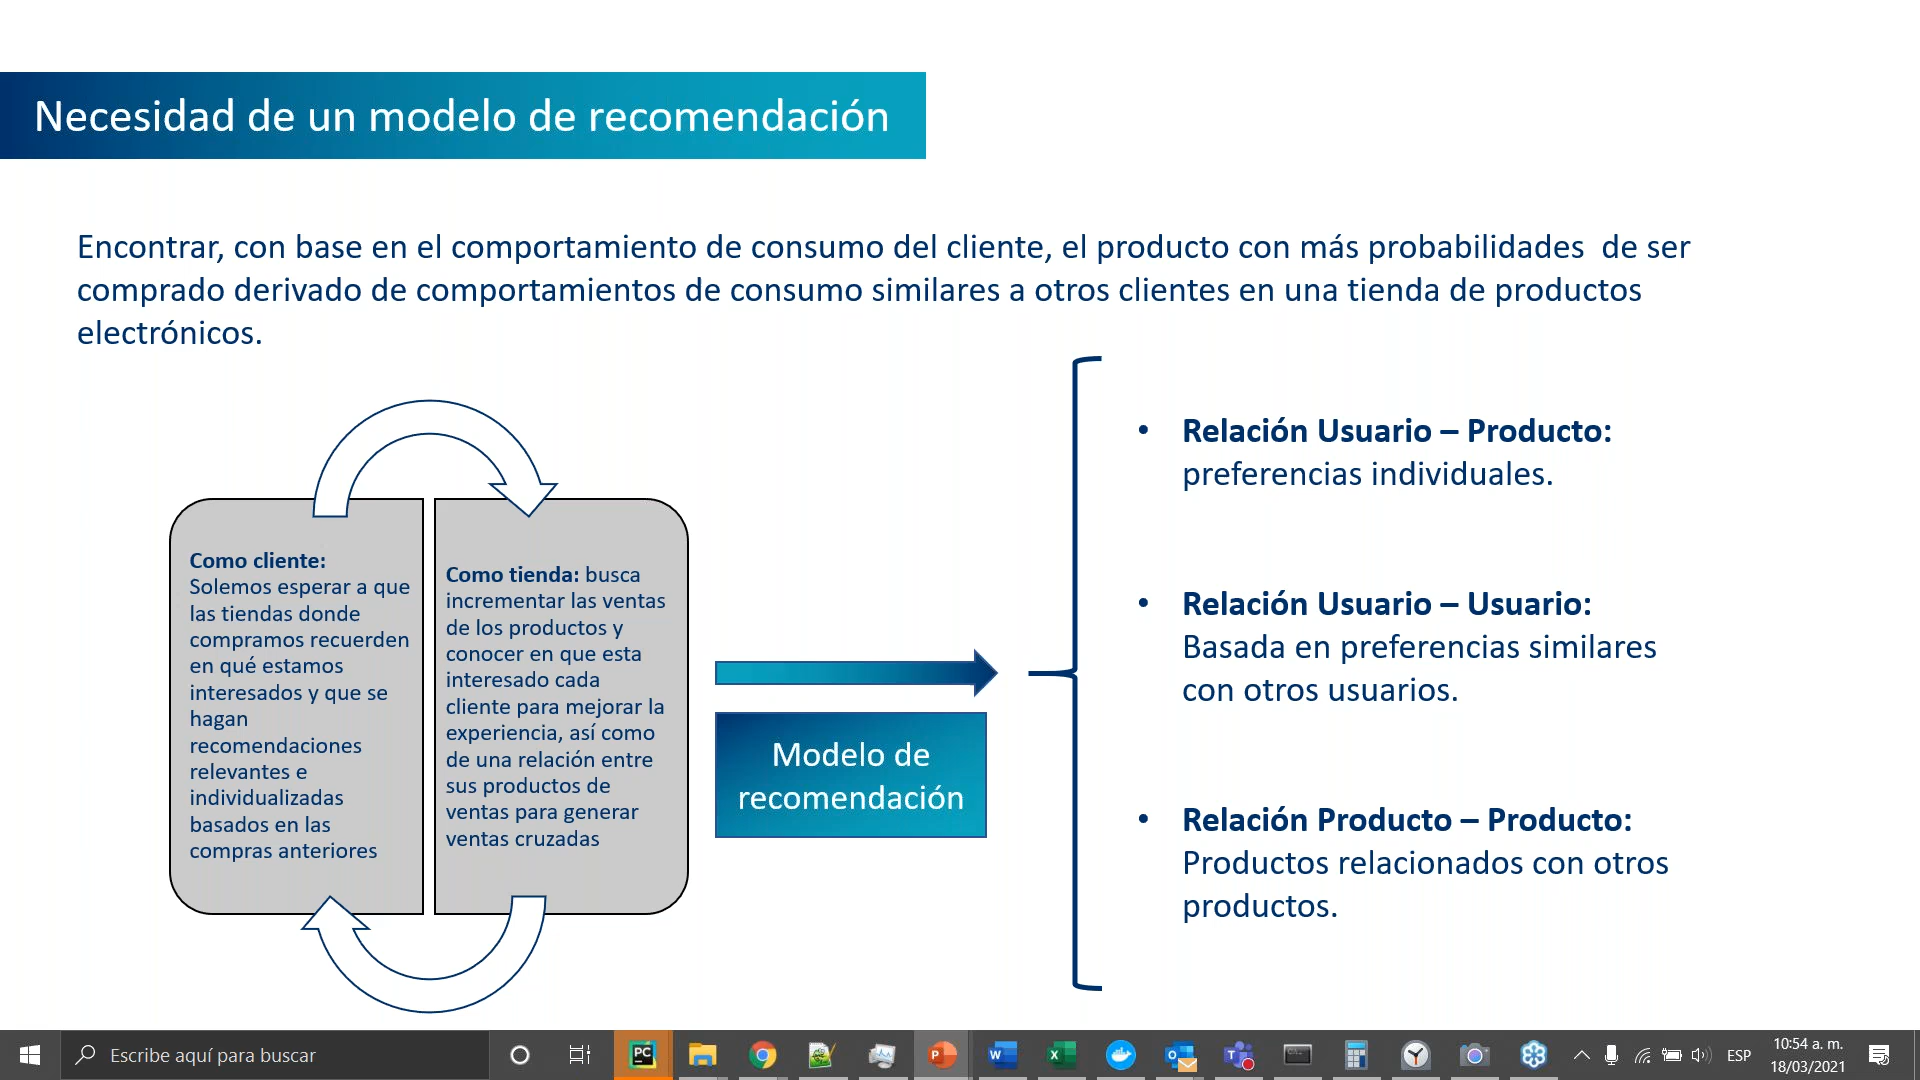 Necesidad de un modelo de recomendación
Encontrar, con base en el comportamiento de consumo del cliente, el producto con más probabilidades  de ser
comprado derivado de comportamientos de consumo similares a otros clientes en una tienda de productos
electrónicos.
Como cliente:
Solemos esperar a que
las tiendas donde
compramos recuerden
en qué estamos
interesados y que se
hagan
recomendaciones
relevantes e
individualizadas
basados en las
compras anteriores
Como tienda: busca
incrementar las ventas
de los productos y
conocer en que esta
interesado cada
cliente para mejorar la
experiencia, así como
de una relación entre
sus productos de
ventas para generar
ventas cruzadas
Modelo de
recomendación
• Relación Usuario – Producto:
preferencias individuales.
• Relación Usuario – Usuario:
Basada en preferencias similares
con otros usuarios.
• Relación Producto – Producto:
Productos relacionados con otros
productos.
Escribe aquí para buscar
PC
P
W
X
O
T
ESP
10:54 a. m.
18/03/2021